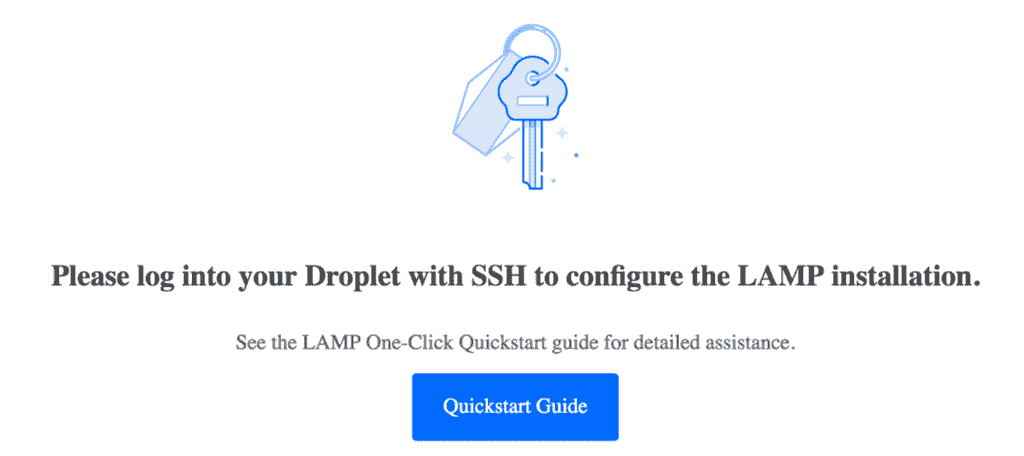 Please log into your Droplet with SSH to configure the LAMP installation.
See the LAMP One-Click Quickstart guide for detailed assistance.
Quickstart Guide